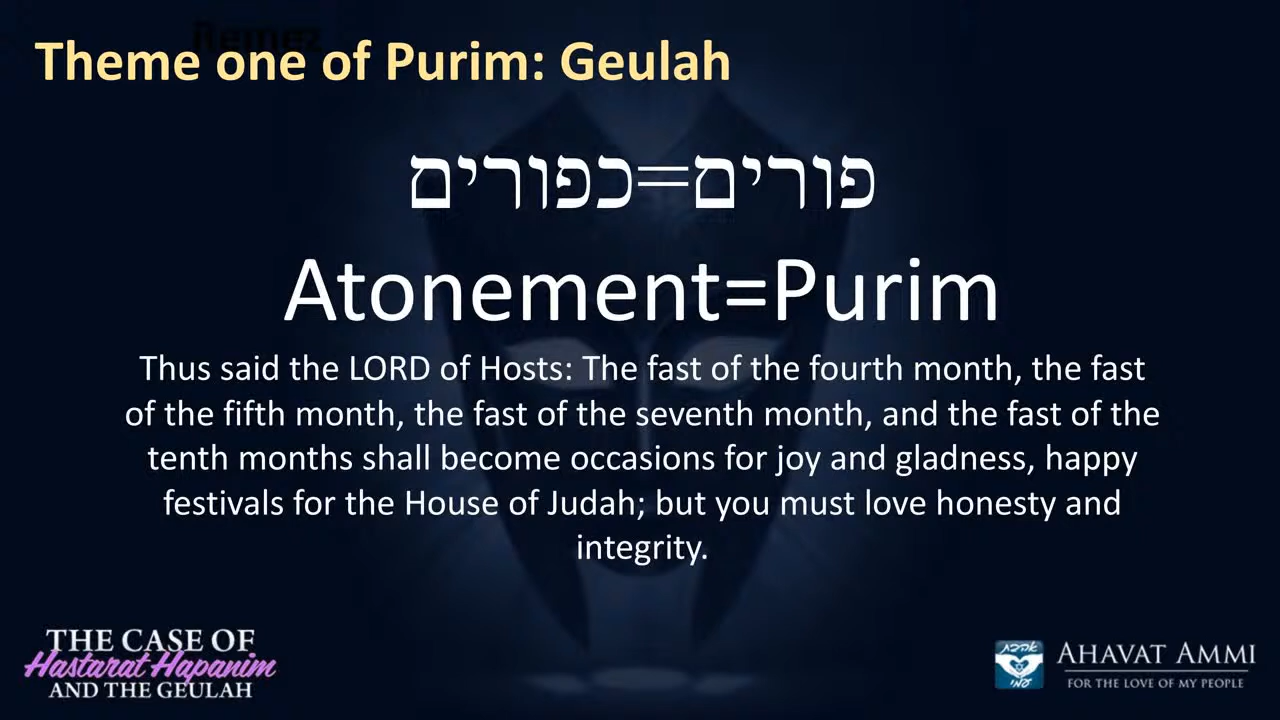 Remez
Theme one of Purim: Geulah
פורים=כפורים
Atonement=Purim
Thus said the LORD of Hosts: The fast of the fourth month, the fast
of the fifth month, the fast of the seventh month, and the fast of the
tenth months shall become occasions for joy and gladness, happy
festivals for the House of Judah; but you must love honesty and
integrity.
THE CASE OF
Hastarat Hapanim
AND THE GEULAH
אהבת
עמי
AHAVAT AMMI
FOR THE LOVE OF MY PEOPLE